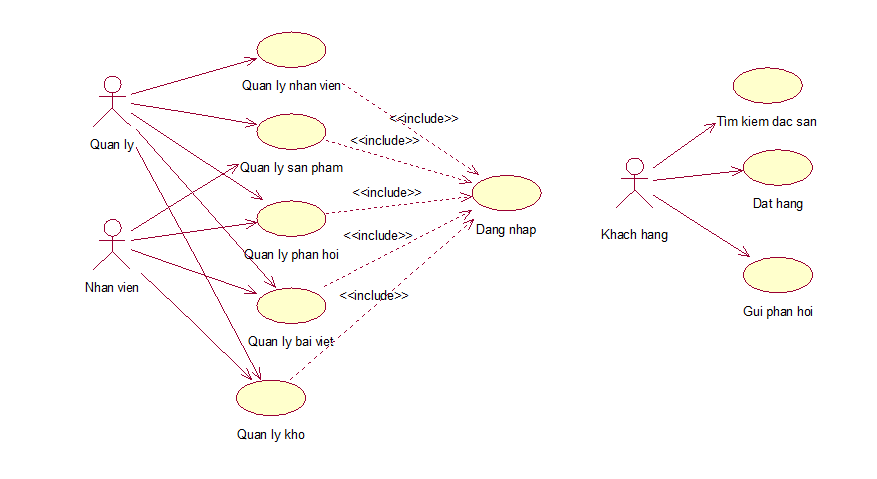 Quan ly nhan vien
<<include>>
Tim kiem dac san
Quan ly
<<include>>
Quan ly san pham
<<include>>
Dat hang
Dang nhap
Khach hang
<<include>>
Quan ly phan hoi
Nhan vien
<<include>>
Gui phan hoi
Quan ly bai viet
Quan ly kho